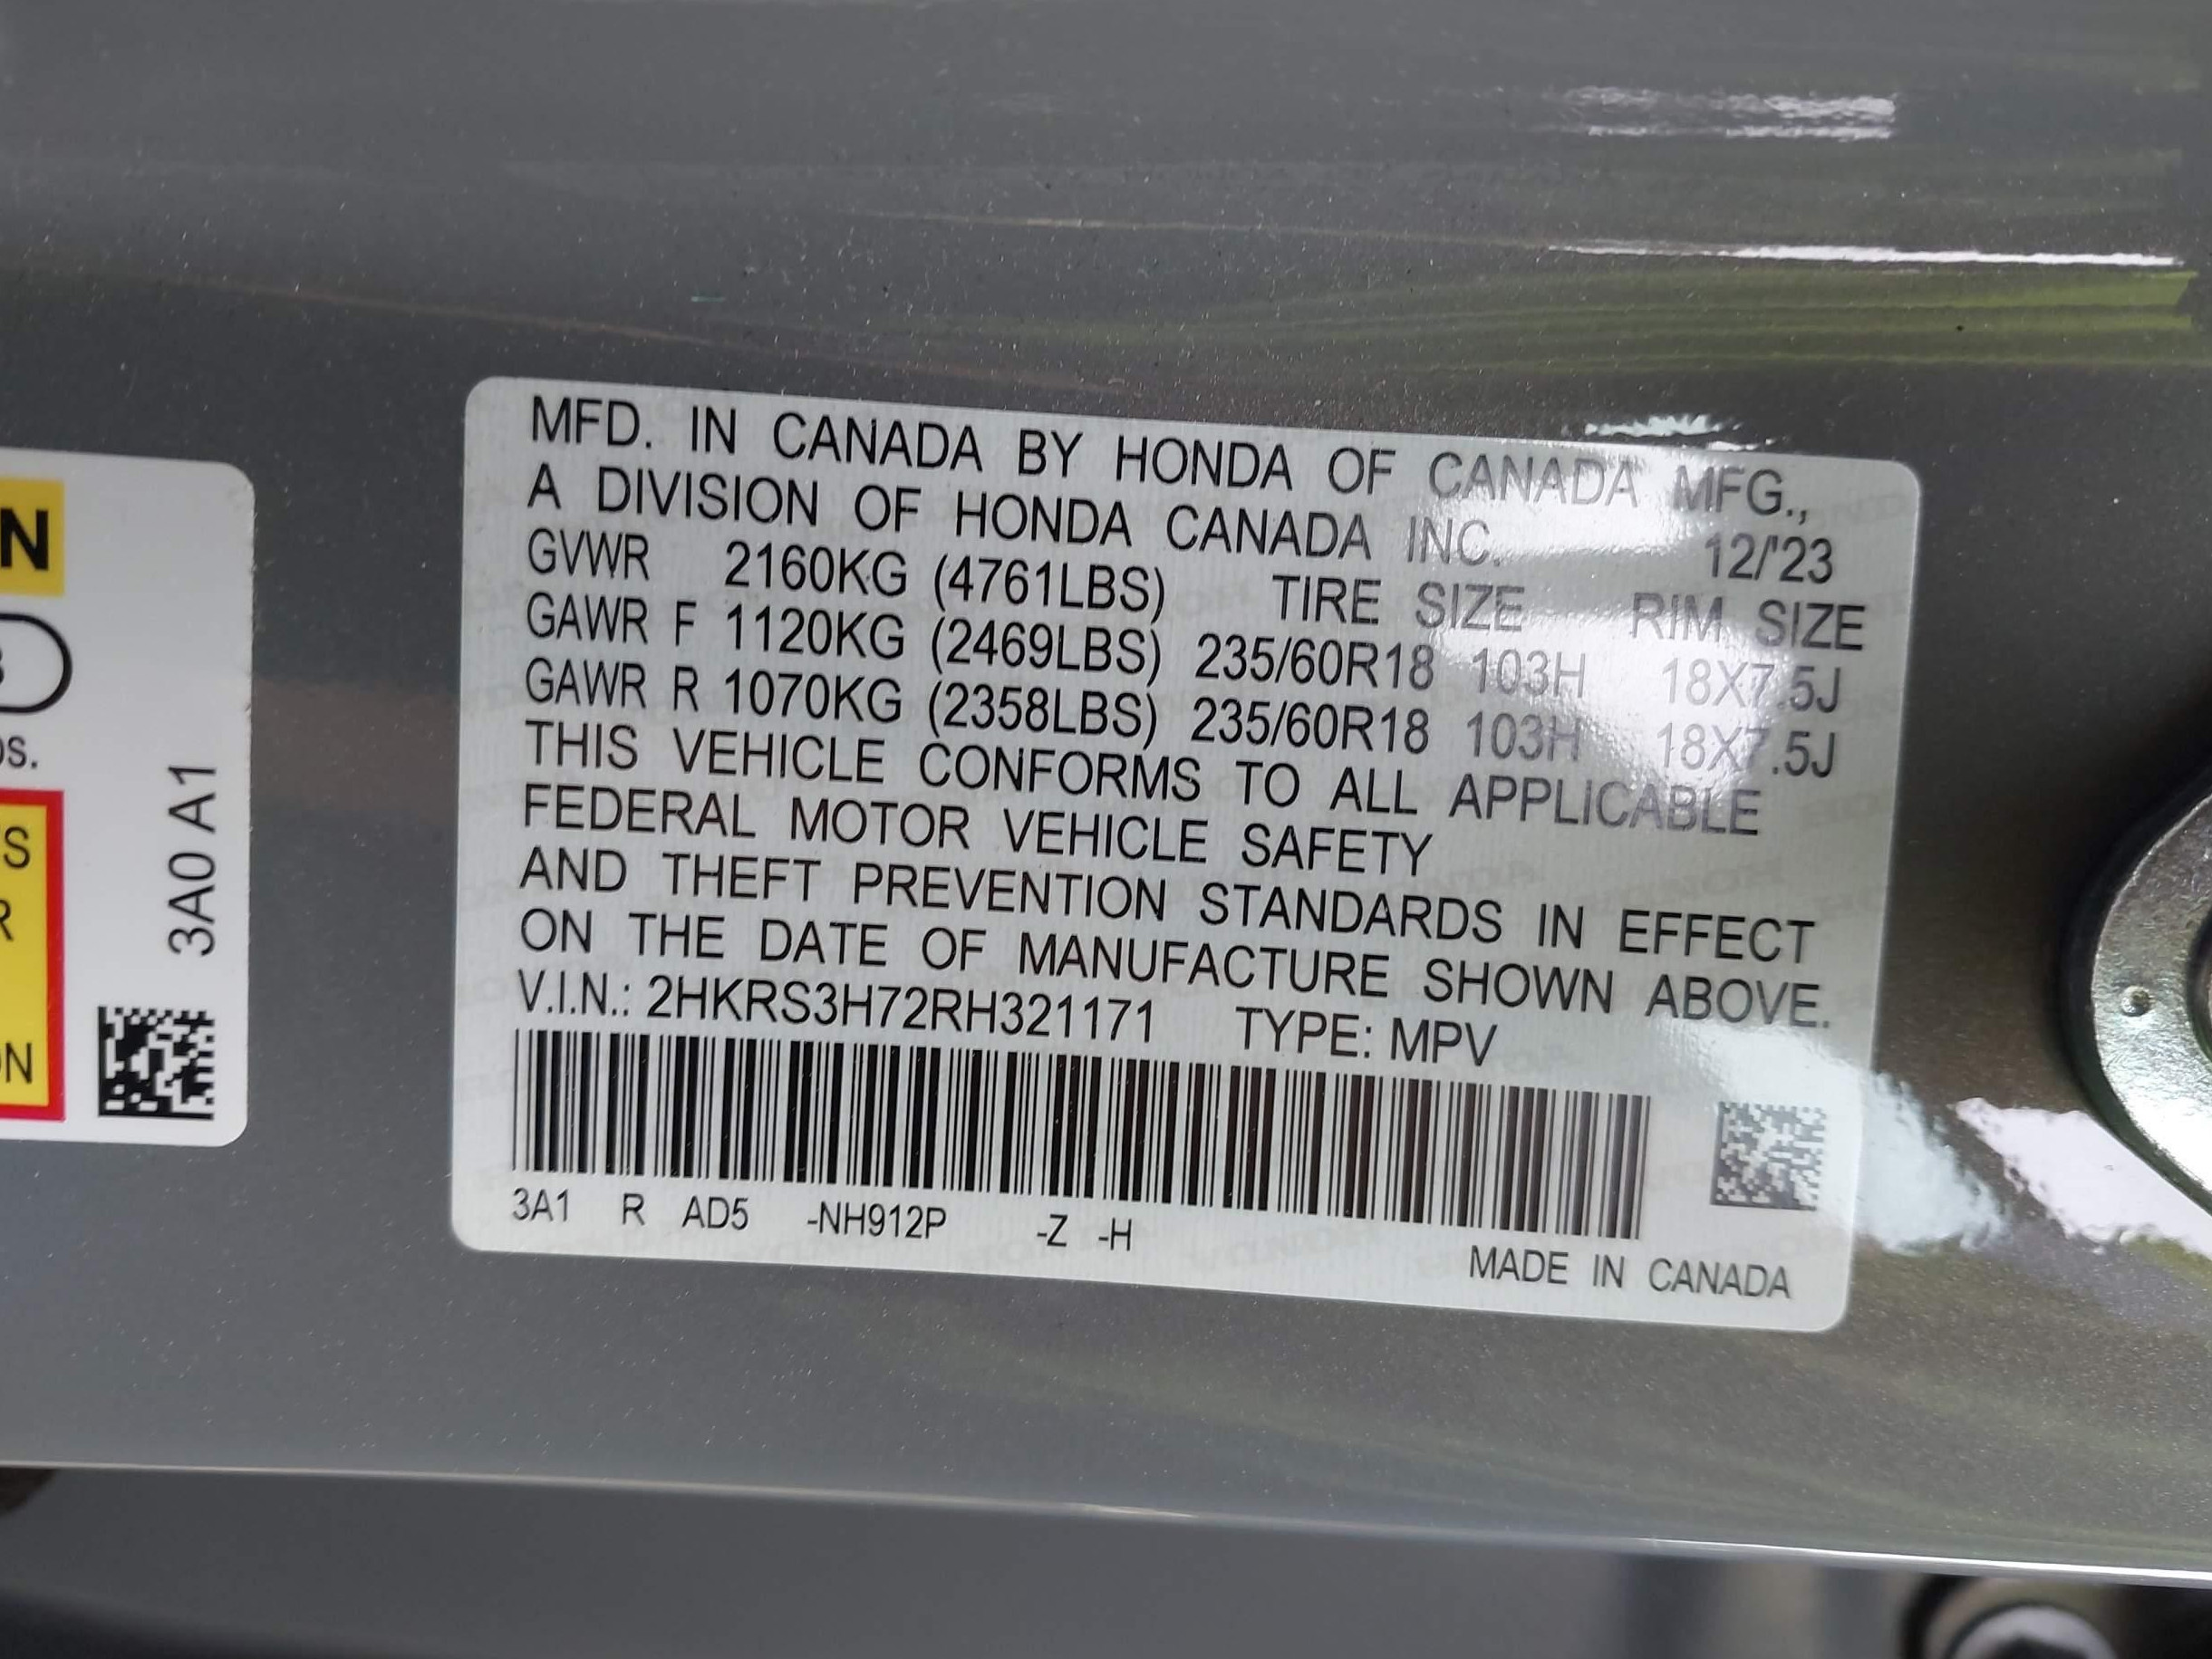 N
S
R
ON
3A0 A1
MFD. IN CANADA BY HONDA OF CANADA MFG.,
A DIVISION OF HONDA CANADA INC. 12/'23
GVWR 2160KG (4761LBS) TIRE SIZE RIM SIZE
GAWR F 1120KG (2469LBS) 235/60R18 103H 18X7.5J
GAWR R 1070KG (2358LBS) 235/60R18 103H 18X7.5J
THIS VEHICLE CONFORMS TO ALL APPLICABLE
FEDERAL MOTOR VEHICLE SAFETY
AND THEFT PREVENTION STANDARDS IN EFFECT
ON THE DATE OF MANUFACTURE SHOWN ABOVE.
V.I.N.: 2HKRS3H72RH321171 TYPE: MPV
3A1 R AD5 -NH912P -Z -H
MADE IN CANADA